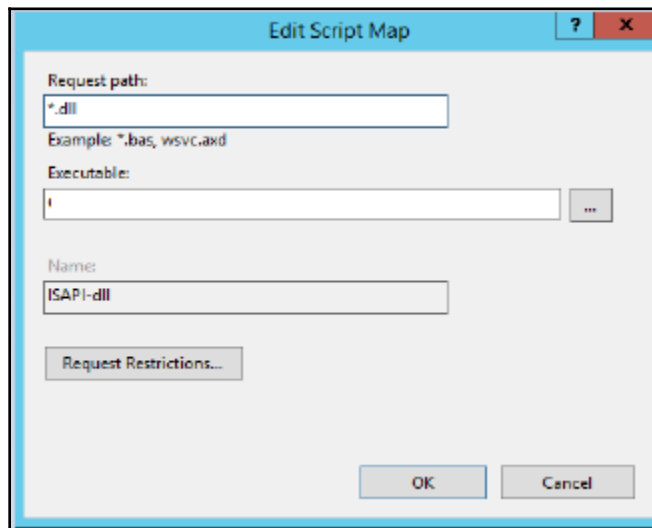 Edit Script Map
? x
Request path:
*.dll
Example: *.bas, wsvc.axd
Executable:
...
Name:
ISAPI-dll
Request Restrictions...
OK Cancel